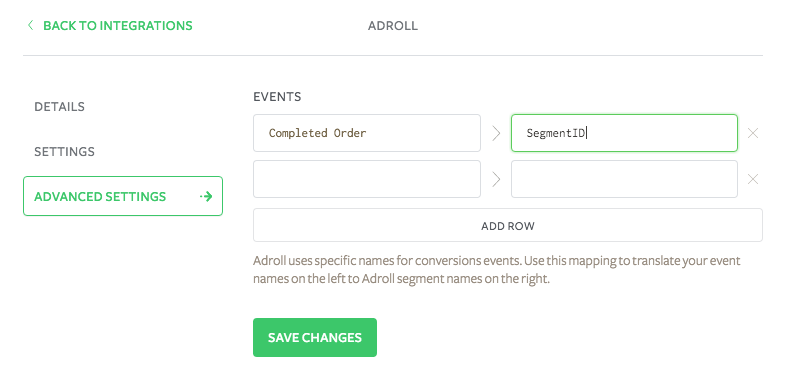 BACK TO INTEGRATIONS
ADROLL
DETAILS
SETTINGS
ADVANCED SETTINGS
EVENTS
Completed Order
SegmentID
ADD ROW
Adroll uses specific names for conversions events. Use this mapping to translate your event
names on the left to Adroll segment names on the right.
SAVE CHANGES